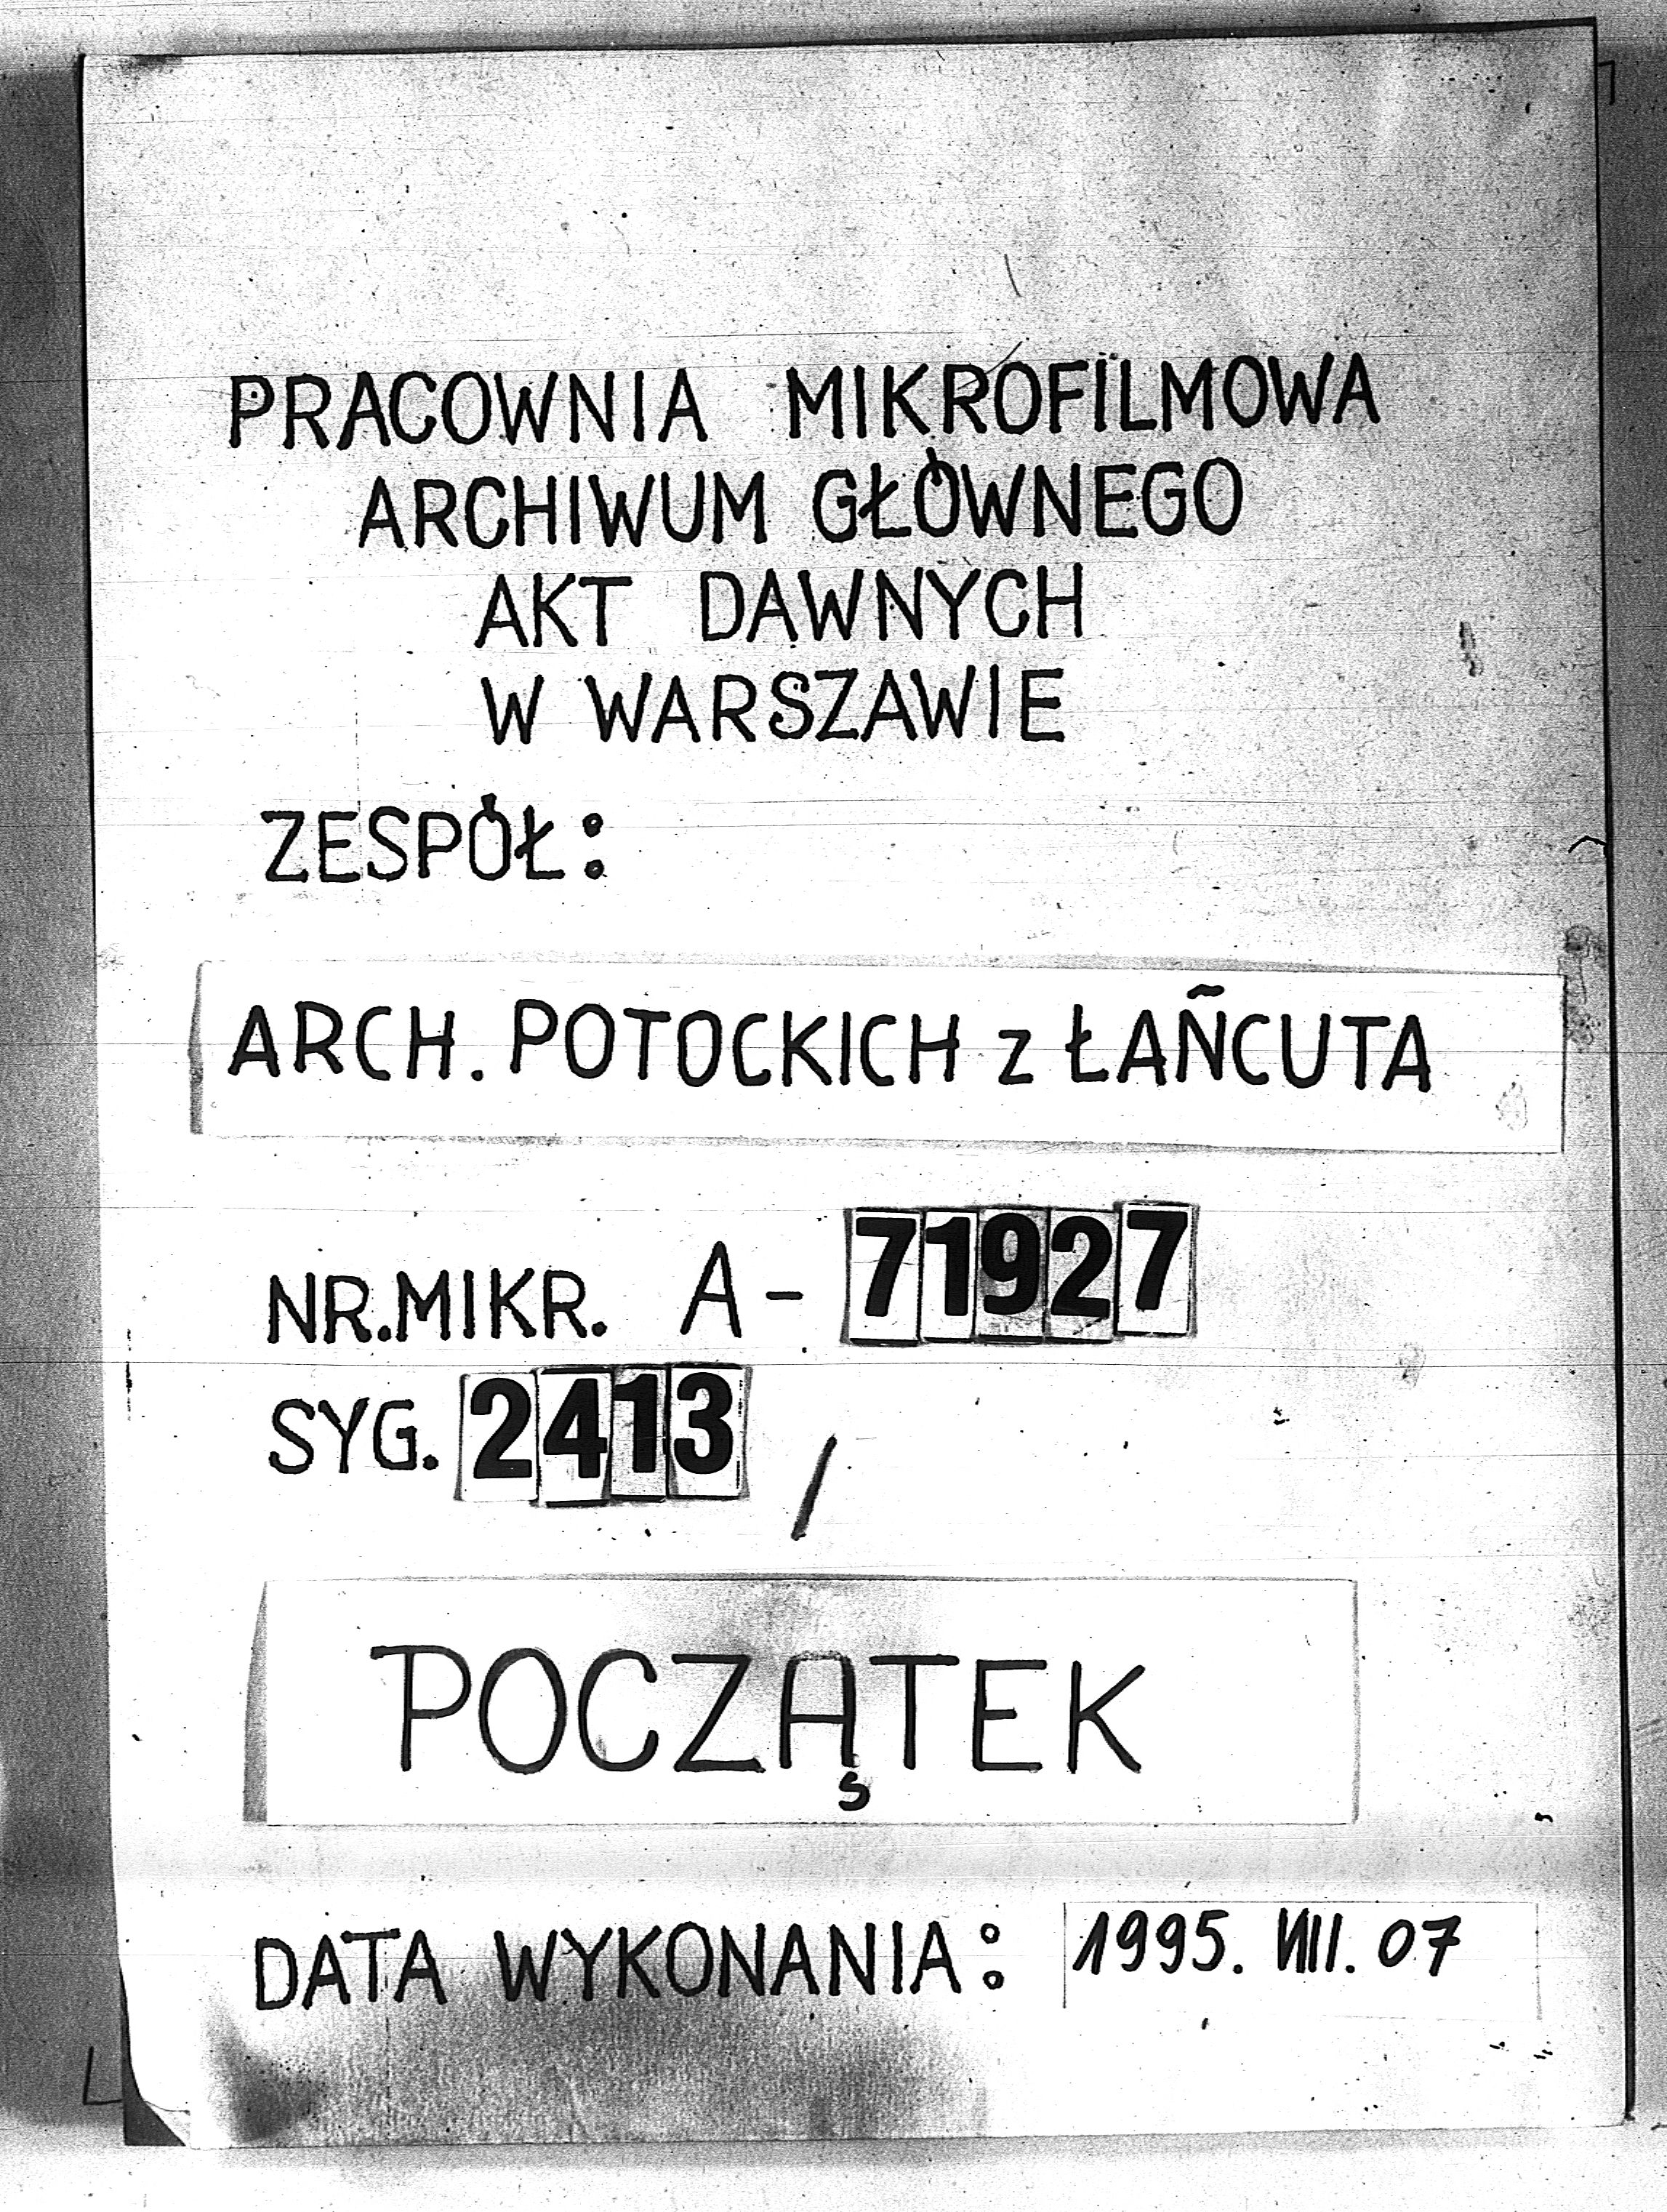 PRACOWNIA MIKROFILMOWA
ARCHIWUM GŁÓWNEGO
AKT DAWNYCH
W WARSZAWIE
ZESPÓŁ:
ARCH. POTOCKICH z ŁAÑCUTA
NR.MIKR. A-71927
SYG. 2413 /
POCZĄTEK
DATA WYKONANIA: 1995. VIII. 07